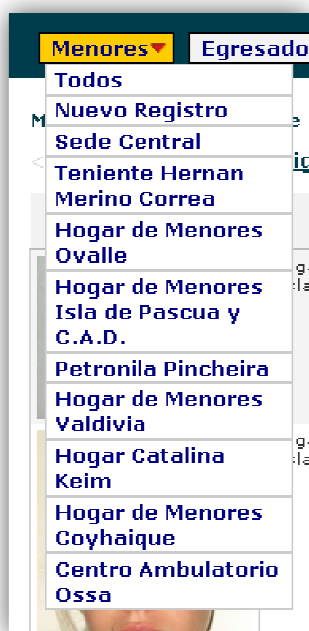 Menores Egresado
Todos
Nuevo Registro
Sede Central
Teniente Hernan
Merino Correa
Hogar de Menores
Ovalle
Hogar de Menores
Isla de Pascua y
C.A.D.
Petronila Pincheira
Hogar de Menores
Valdivia
Hogar Catalina
Keim
Hogar de Menores
Coyhaique
Centro Ambulatorio
Ossa